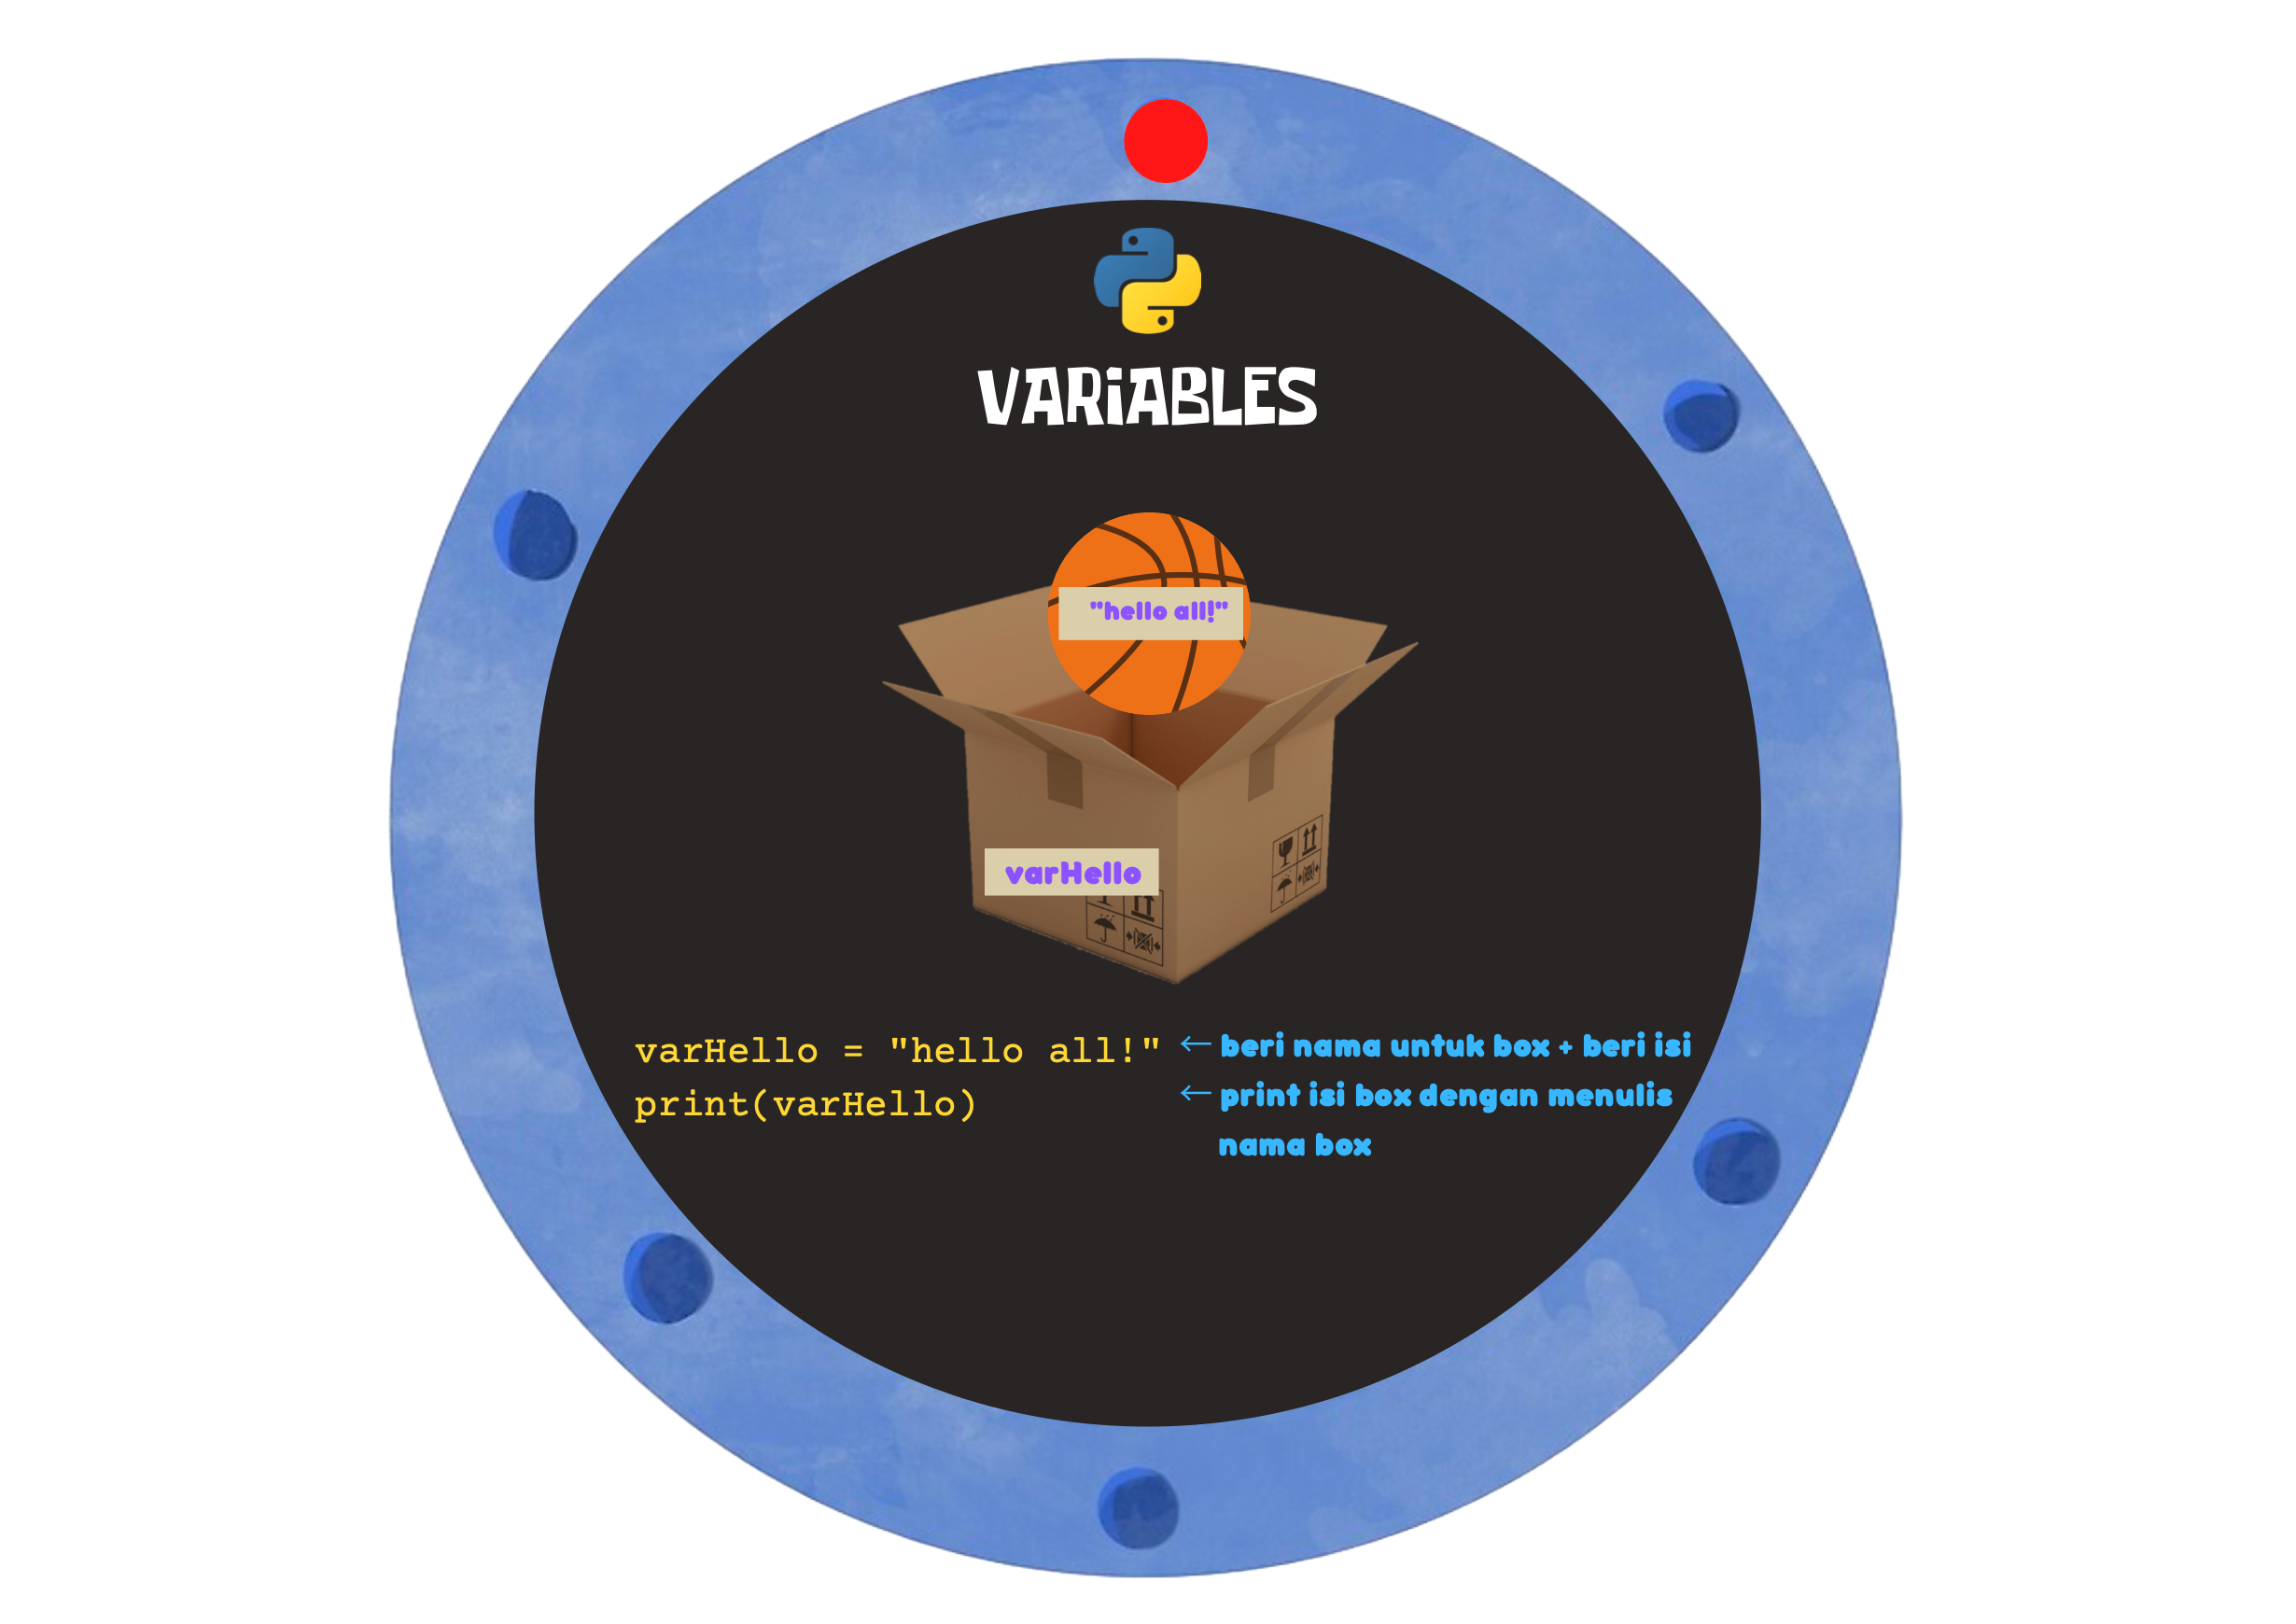 VARiABLES
"hello all!"
varHello
varHello = "hello all!" ← beri nama untuk box + beri isi
print(varHello) ← print isi box dengan menulis
nama box